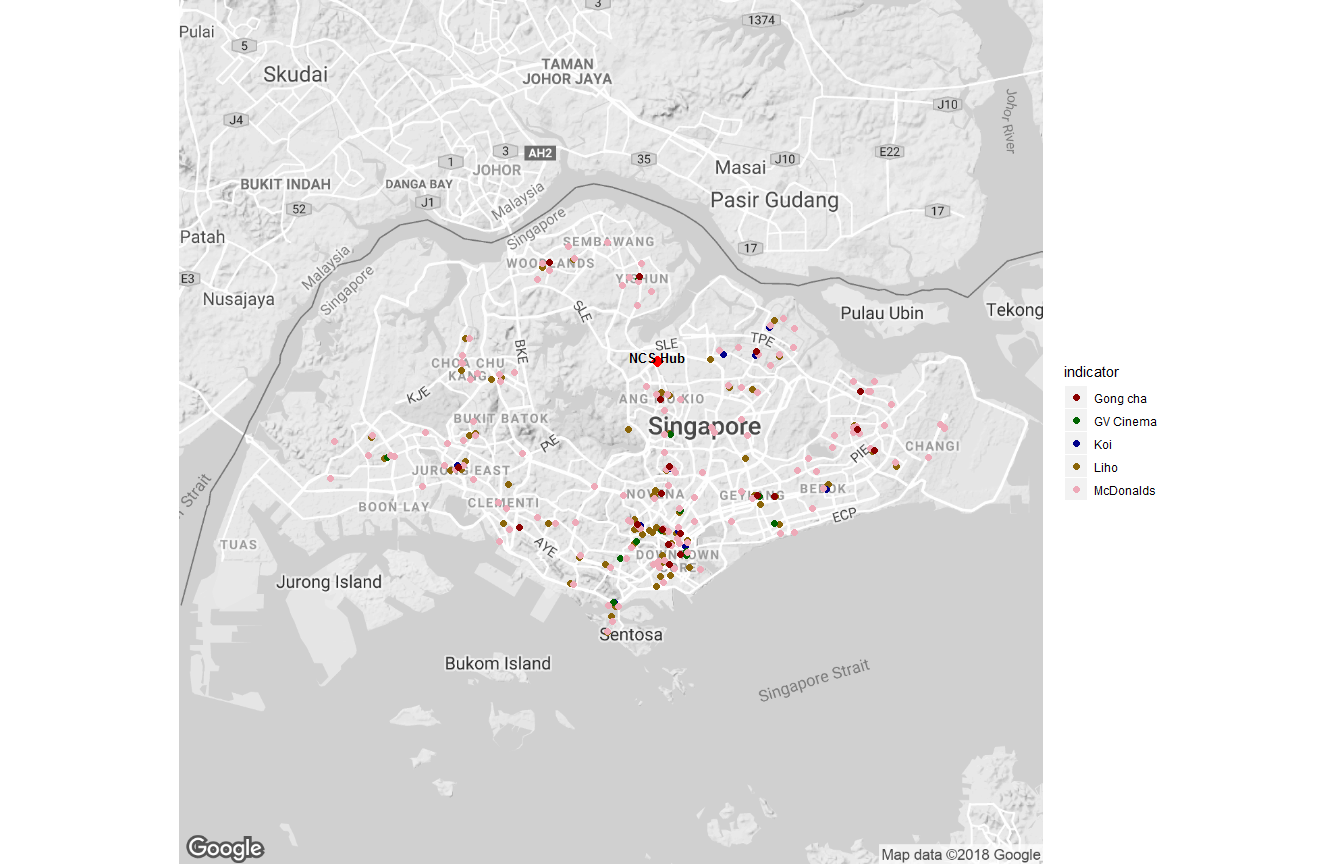 3
1374
Pulai
5
Skudai
TAMAN
JOHOR JAYA
J10
J4
Johor River
3
AH2
1
35
JOHOR
Masai
J10
E22
BUKIT INDAH
DANGA BAY
J1
52
Malaysia
Singapore
Pasir Gudang
17
Patah
17
SEMBAWANG
WOODLANDS
Malaysia
Singapore
E3
YISHUN
Nusajaya
Pulau Ubin
Tekong
SLE
BKE
SLE
TPE
NCS Hub
CHOA CHU
KANG
KJE
ANG MO KIO
BUKIT BATOK
Singapore
PIE
PIE
CHANGI
JURONG EAST
Strait
NOVENA
GEYLANG
BEDOK
BOON LAY
CLEMENTI
ECP
TUAS
AYE
DOWNTOWN
CORE
Jurong Island
Sentosa
Bukom Island
Singapore Strait
Google
Map data ©2018 Google
indicator
Gong cha
GV Cinema
Koi
Liho
McDonalds